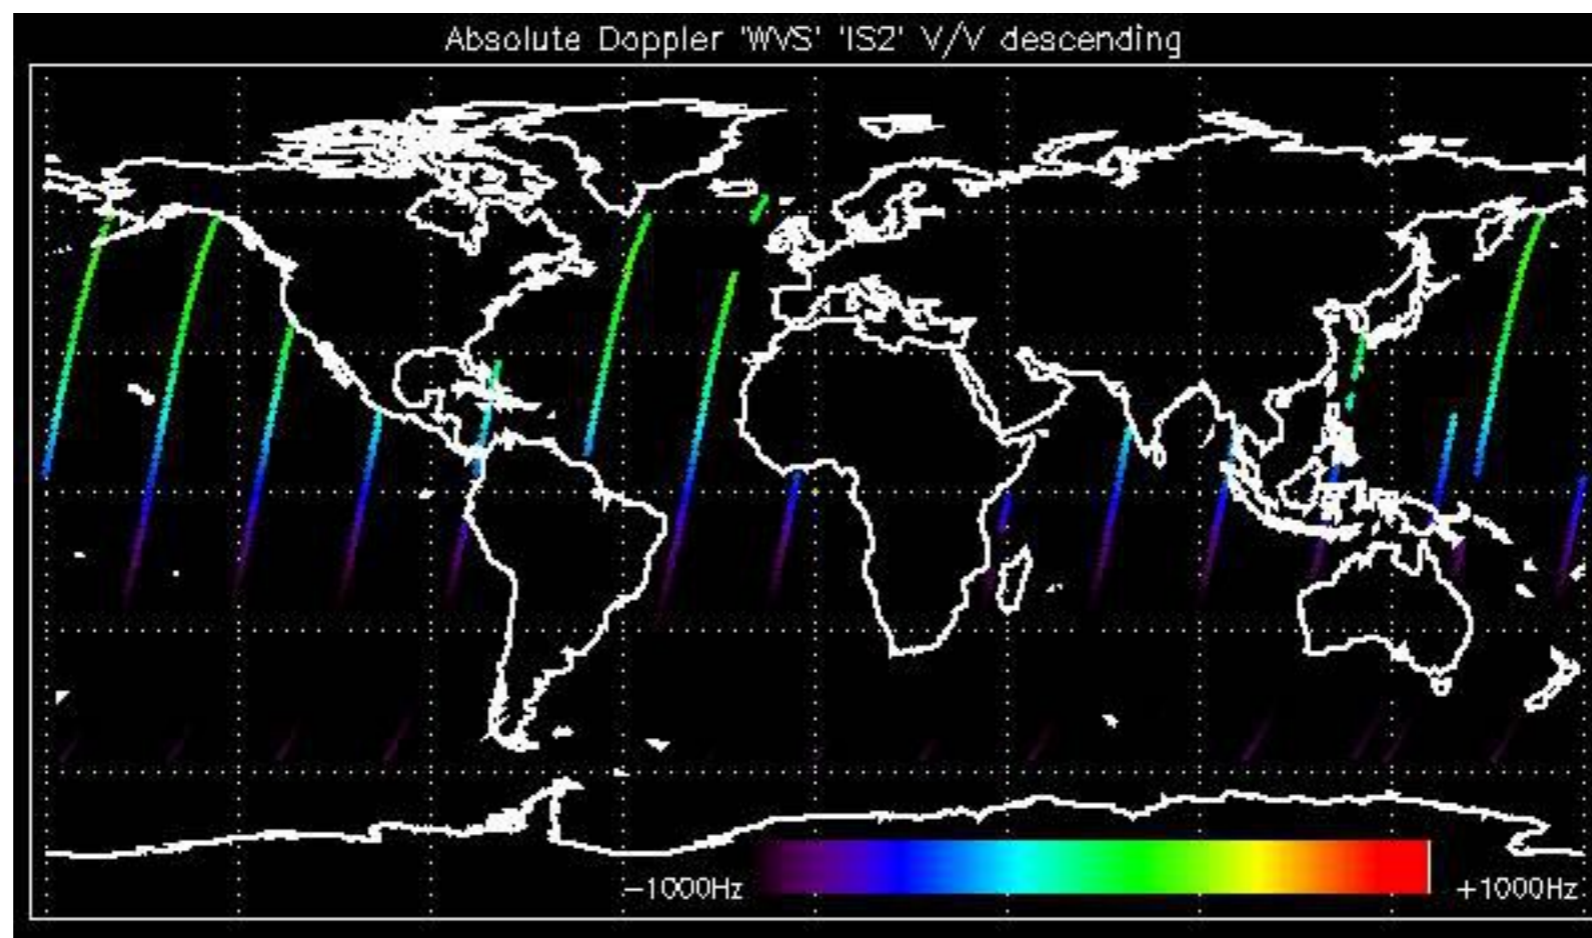 Absolute Doppler 'WVS' 'IS2' V/V descending
-1000Hz +1000Hz